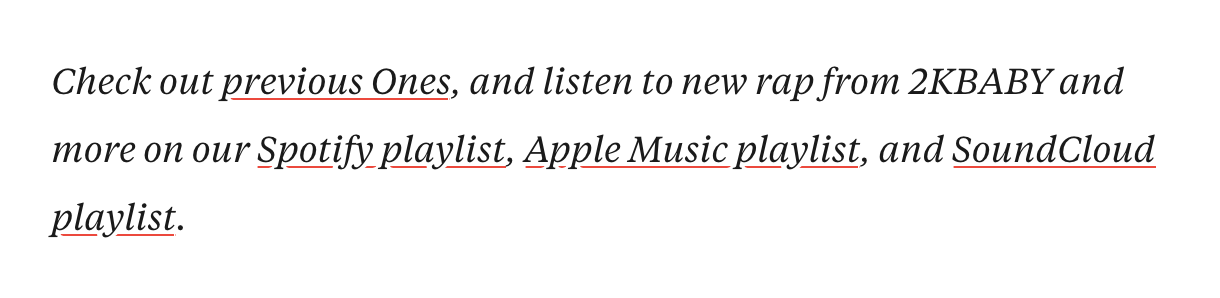 Check out previous Ones, and listen to new rap from 2KBABY and
more on our Spotify playlist, Apple Music playlist, and SoundCloud
playlist.